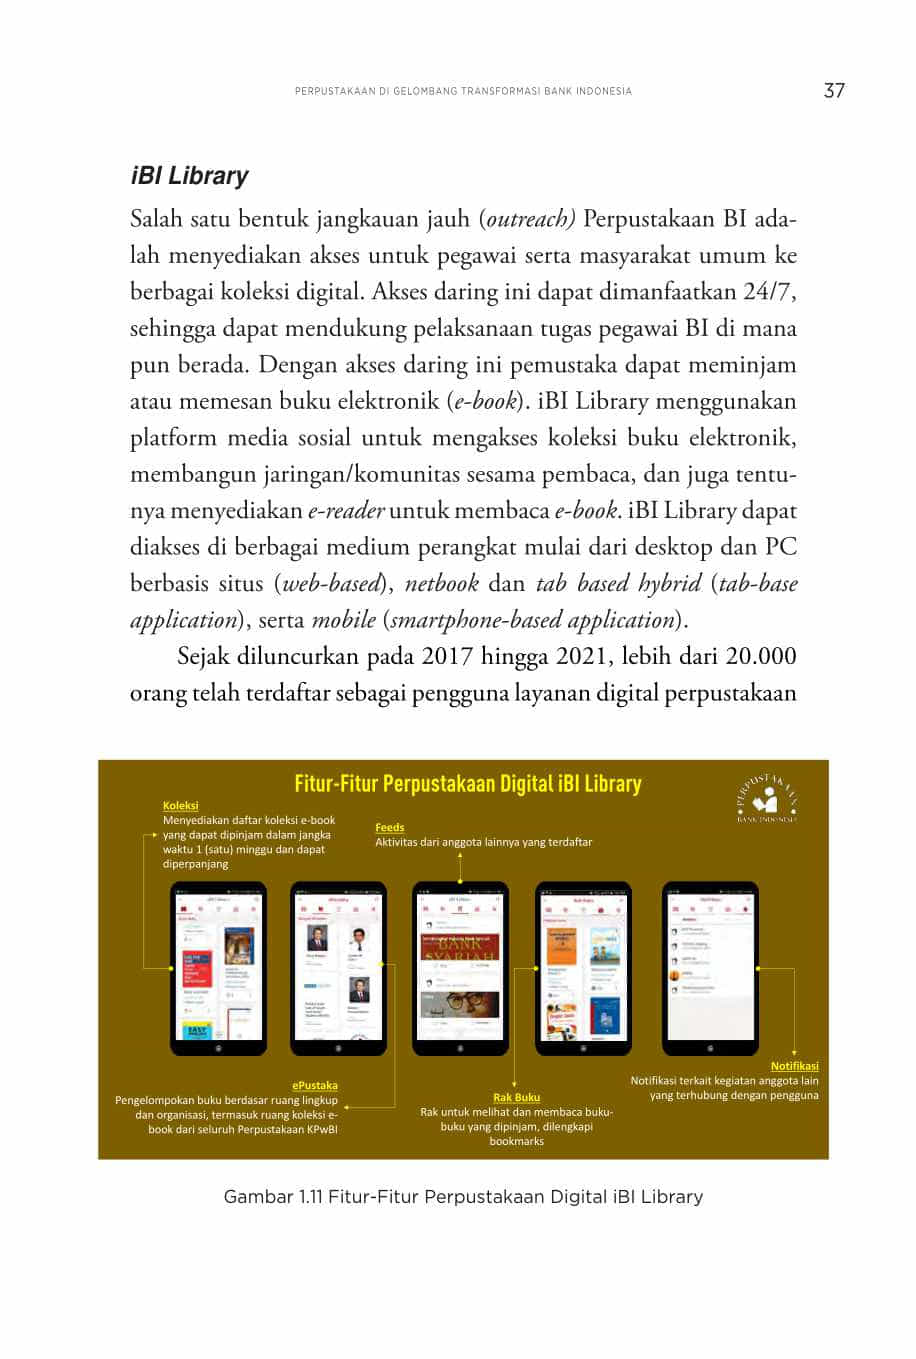 PERPUSTAKAAN DI GELOMBANG TRANSFORMASI BANK INDONESIA
37
iBI Library
Salah satu bentuk jangkauan jauh (outreach) Perpustakaan BI ada-
lah menyediakan akses untuk pegawai serta masyarakat umum ke
berbagai koleksi digital. Akses daring ini dapat dimanfaatkan 24/7,
sehingga dapat mendukung pelaksanaan tugas pegawai BI di mana
pun berada. Dengan akses daring ini pemustaka dapat meminjam
atau memesan buku elektronik (e-book). iBI Library menggunakan
platform media sosial untuk mengakses koleksi buku elektronik,
membangun jaringan/komunitas sesama pembaca, dan juga tentu-
nya menyediakan e-reader untuk membaca e-book. iBI Library dapat
diakses di berbagai medium perangkat mulai dari desktop dan PC
berbasis situs (web-based), netbook dan tab based hybrid (tab-base
application), serta mobile (smartphone-based application).
Sejak diluncurkan pada 2017 hingga 2021, lebih dari 20.000
orang telah terdaftar sebagai pengguna layanan digital perpustakaan
Fitur-Fitur Perpustakaan Digital iBI Library
PERPUSTAKAAN
BANK INDONESIA
Koleksi
Menyediakan daftar koleksi e-book
yang dapat dipinjam dalam jangka
waktu 1 (satu) minggu dan dapat
diperpanjang
Feeds
Aktivitas dari anggota lainnya yang terdaftar
BANK
SYARIAH
ePustaka
Pengelompokan buku berdasar ruang lingkup
dan organisasi, termasuk ruang koleksi e-
book dari seluruh Perpustakaan KPwBI
Rak Buku
Rak untuk melihat dan membaca buku-
buku yang dipinjam, dilengkapi
bookmarks
Notifikasi
Notifikasi terkait kegiatan anggota lain
yang terhubung dengan pengguna
Gambar 1.11 Fitur-Fitur Perpustakaan Digital iBI Library